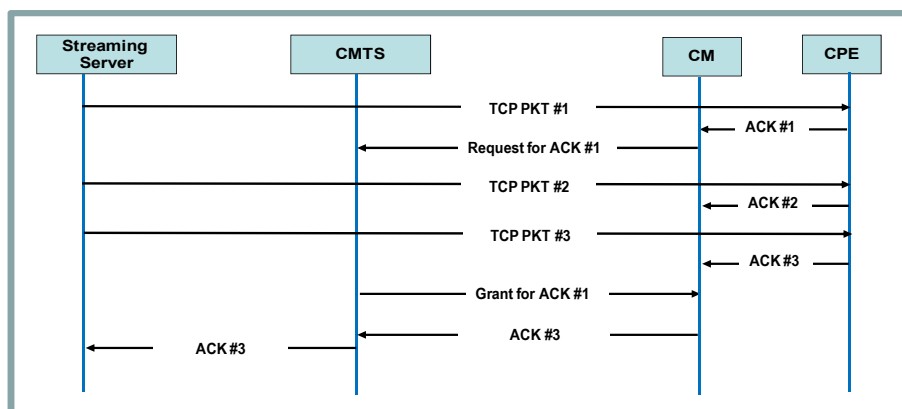 Streaming
Server
CMTS
CM
CPE
TCP PKT #1
ACK #1
Request for ACK #1
TCP PKT #2
ACK #2
TCP PKT #3
ACK #3
Grant for ACK #1
ACK #3
ACK #3